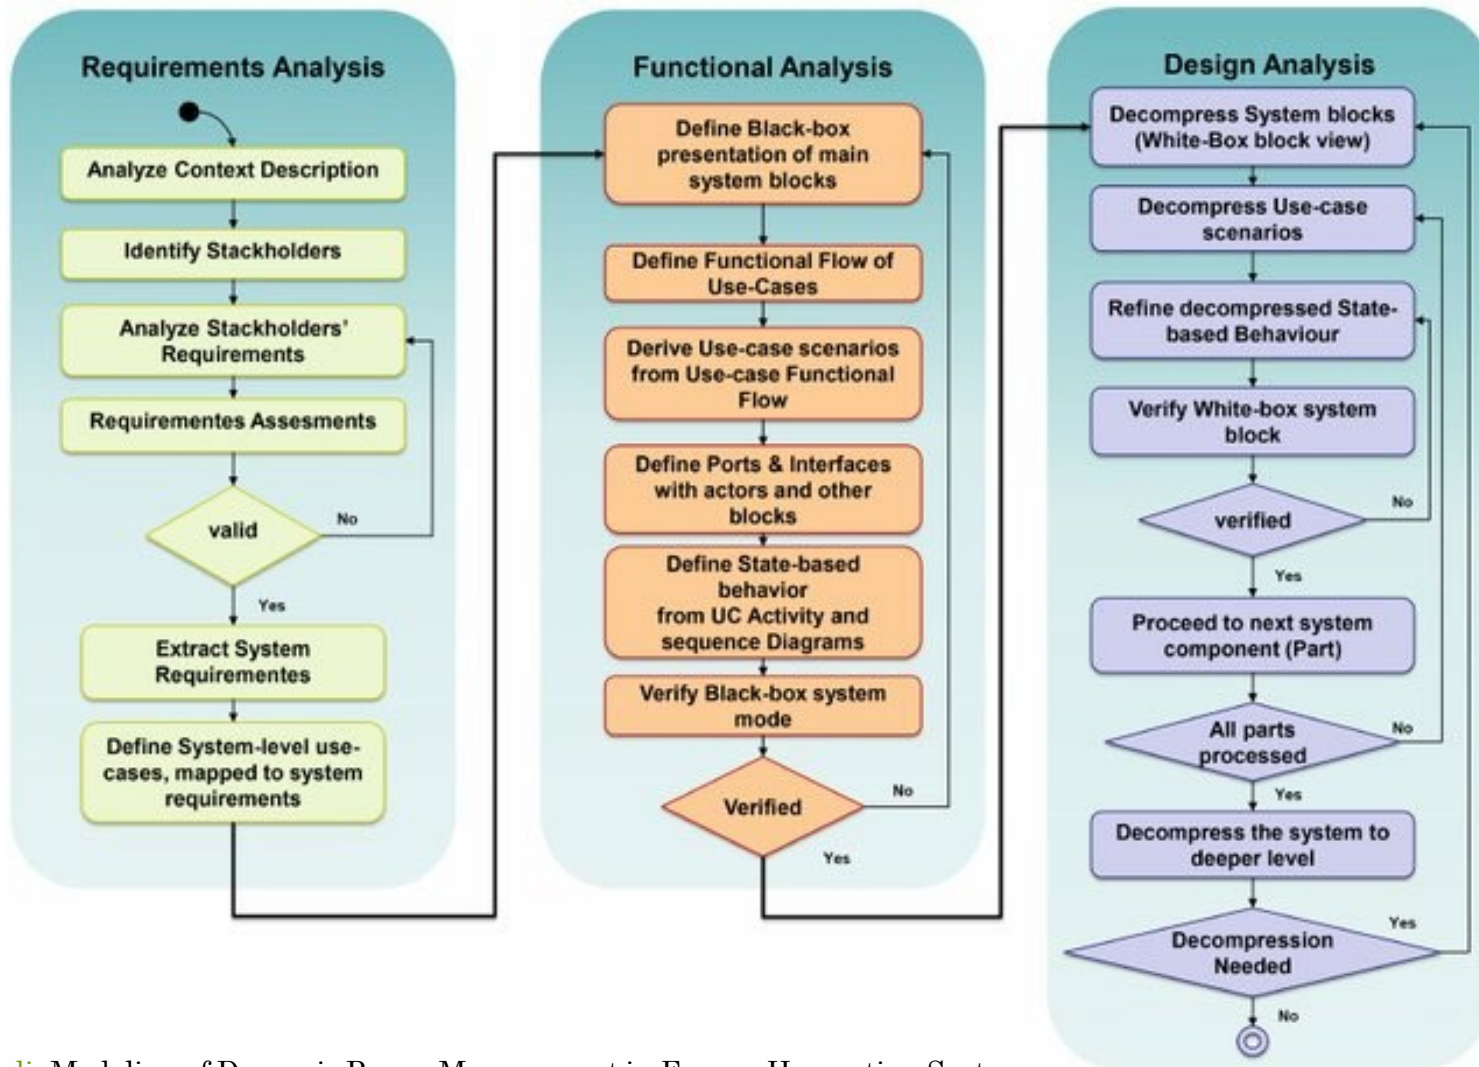 Requirements Analysis
Analyze Context Description
Identify Stackholders
Analyze Stackholders'
Requirements
Requirementes Assesments
valid
No
Yes
Extract System
Requirementes
Define System-level use-
cases, mapped to system
requirements
Functional Analysis
Define Black-box
presentation of main
system blocks
Define Functional Flow of
Use-Cases
Derive Use-case scenarios
from Use-case Functional
Flow
Define Ports & Interfaces
with actors and other
blocks
Define State-based
behavior
from UC Activity and
sequence Diagrams
Verify Black-box system
mode
Verified
No
Yes
Design Analysis
Decompress System blocks
(White-Box block view)
Decompress Use-case
scenarios
Refine decompressed State-
based Behaviour
Verify White-box system
block
verified
No
Yes
Proceed to next system
component (Part)
All parts
processed
No
Yes
Decompress the system to
deeper level
Decompression
Needed
Yes
No